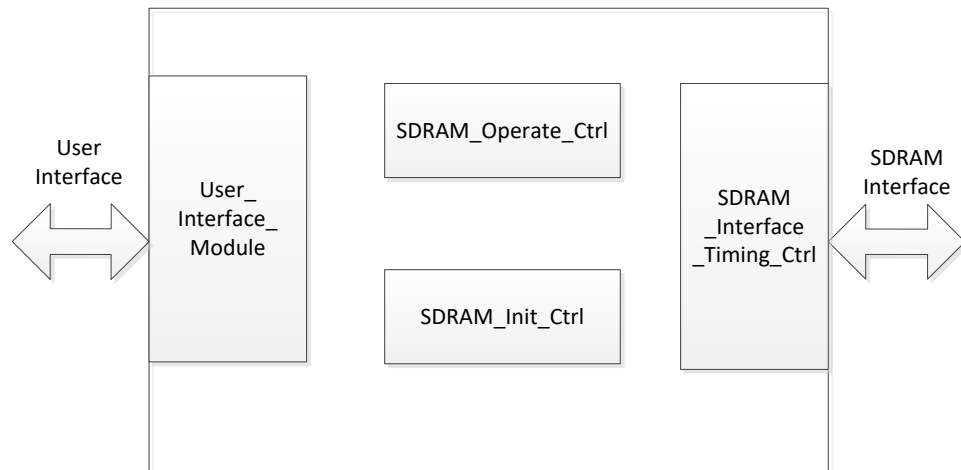 User
Interface
User_
Interface_
Module
SDRAM_Operate_Ctrl
SDRAM_Init_Ctrl
SDRAM
_Interface
_Timing_Ctrl
SDRAM
Interface